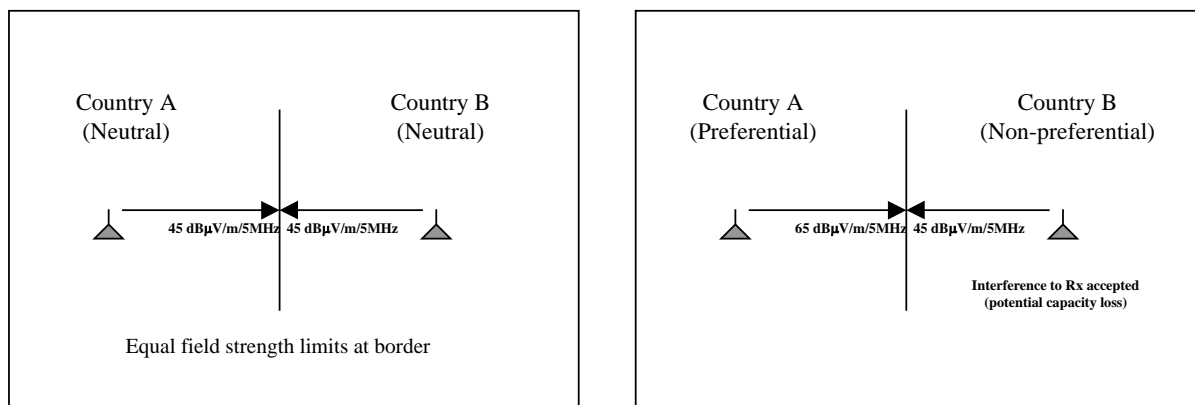 Country A
(Neutral)
Country B
(Neutral)
45 dBμV/m/5MHz
45 dBμV/m/5MHz
Equal field strength limits at border
Country A
(Preferential)
Country B
(Non-preferential)
65 dBμV/m/5MHz
45 dBμV/m/5MHz
Interference to Rx accepted
(potential capacity loss)